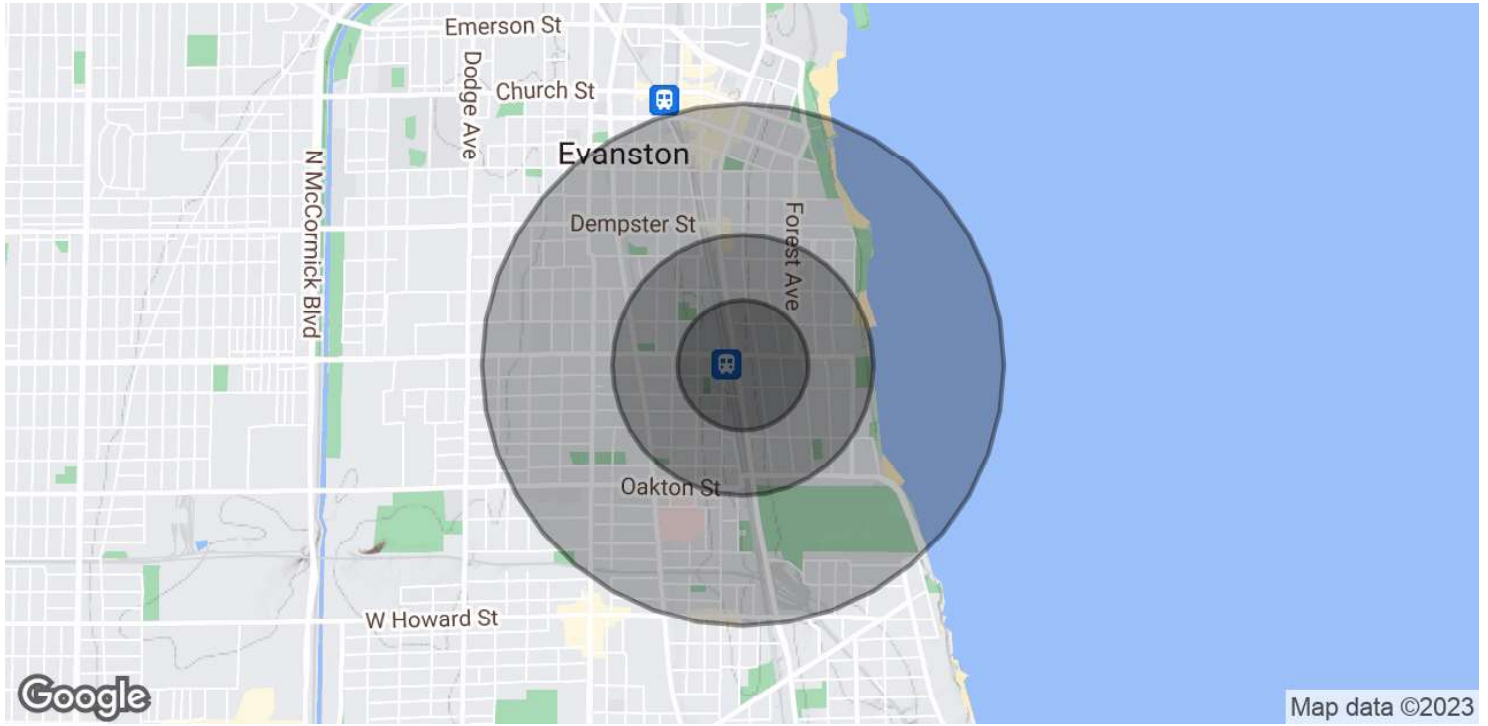 Emerson St
Dodge Ave
Church St
Evanston
N McCormick Blvd
Dempster St
Forest Ave
Oakton St
W Howard St
Google
Map data ©2023